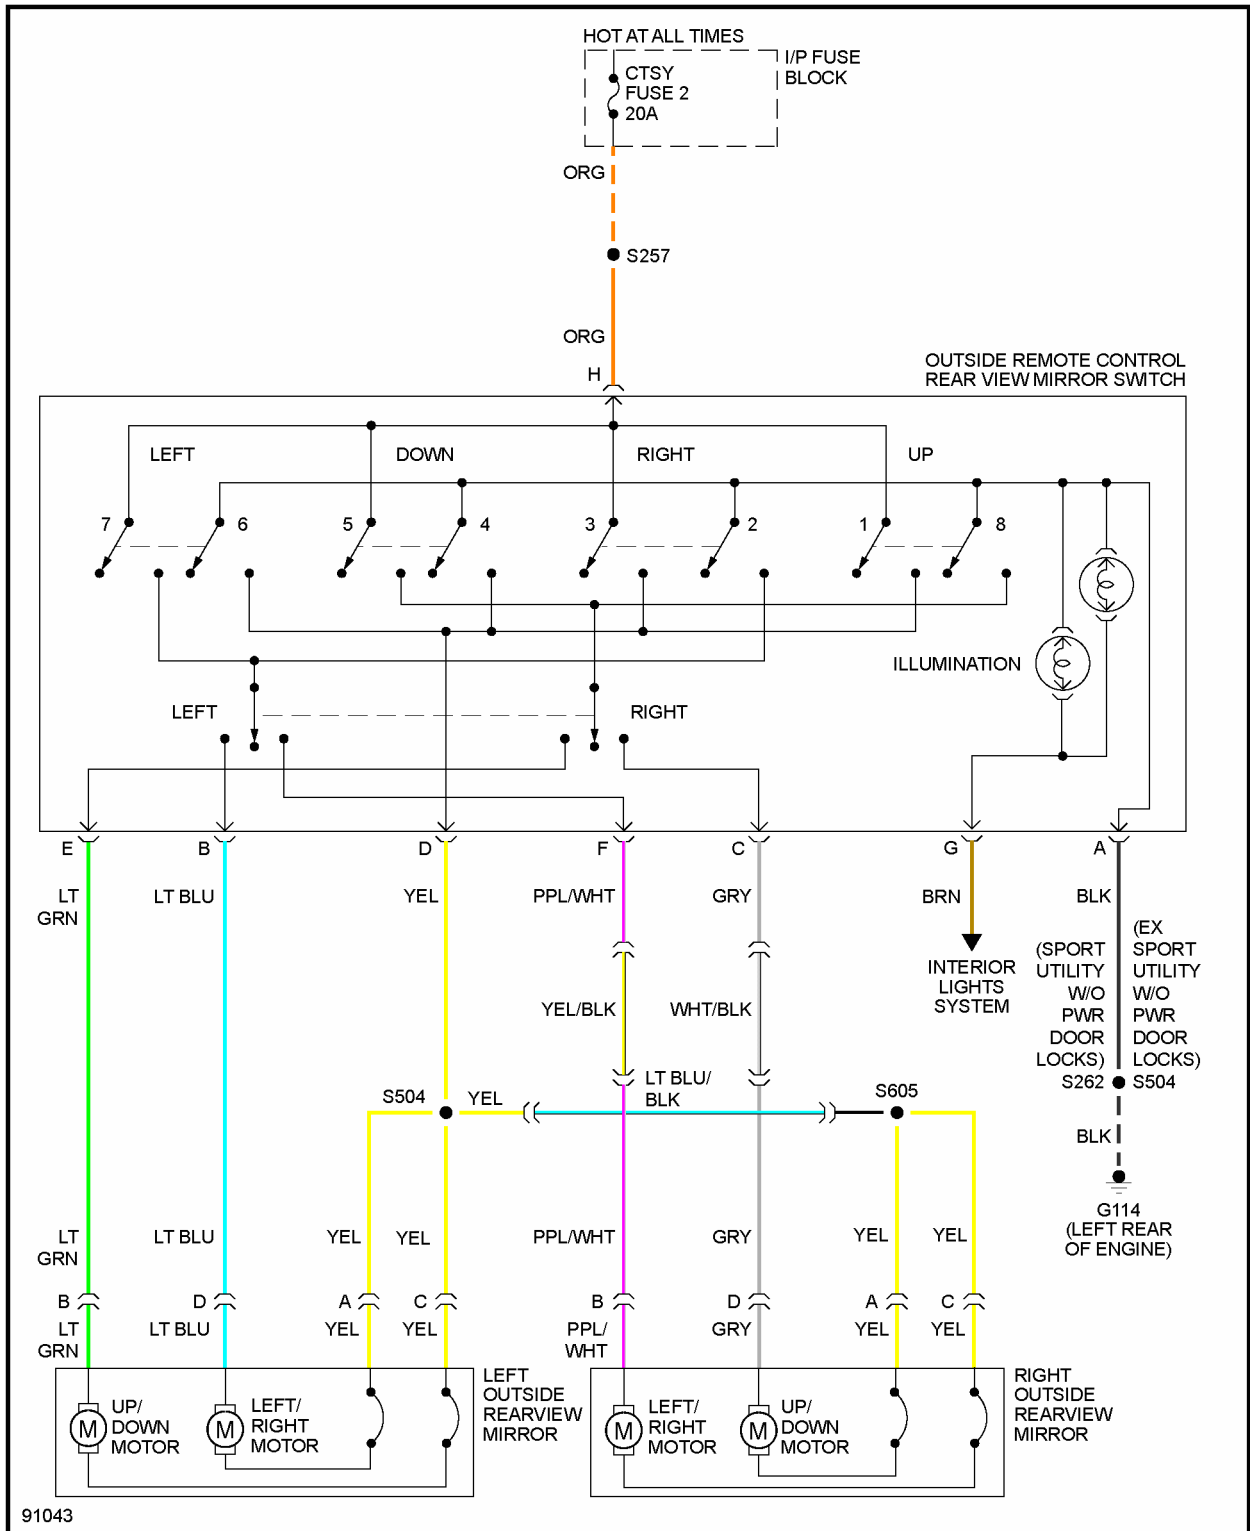 HOT AT ALL TIMES
I/P FUSE
BLOCK
CTSY
FUSE 2
20A
ORG
S257
ORG
H
OUTSIDE REMOTE CONTROL
REAR VIEW MIRROR SWITCH
LEFT DOWN RIGHT UP
7 6 5 4 3 2 1 8
ILLUMINATION
LEFT RIGHT
E B D F C G A
LT
GRN
LT BLU YEL PPL/WHT GRY BRN BLK
INTERIOR
LIGHTS
SYSTEM
(SPORT
UTILITY
W/O
PWR
DOOR
LOCKS)
S262
(EX
SPORT
UTILITY
W/O
PWR
DOOR
LOCKS)
S504
YEL/BLK WHT/BLK
S504 YEL
LT BLU/
BLK
S605
BLK
G114
(LEFT REAR
OF ENGINE)
LT
GRN
LT BLU YEL YEL PPL/WHT GRY YEL YEL
B D A C B D A C
LT
GRN
LT BLU YEL YEL
PPL/
WHT
GRY YEL YEL
M
UP/
DOWN
MOTOR
M
LEFT/
RIGHT
MOTOR
LEFT
OUTSIDE
REARVIEW
MIRROR
M
LEFT/
RIGHT
MOTOR
M
UP/
DOWN
MOTOR
RIGHT
OUTSIDE
REARVIEW
MIRROR
91043